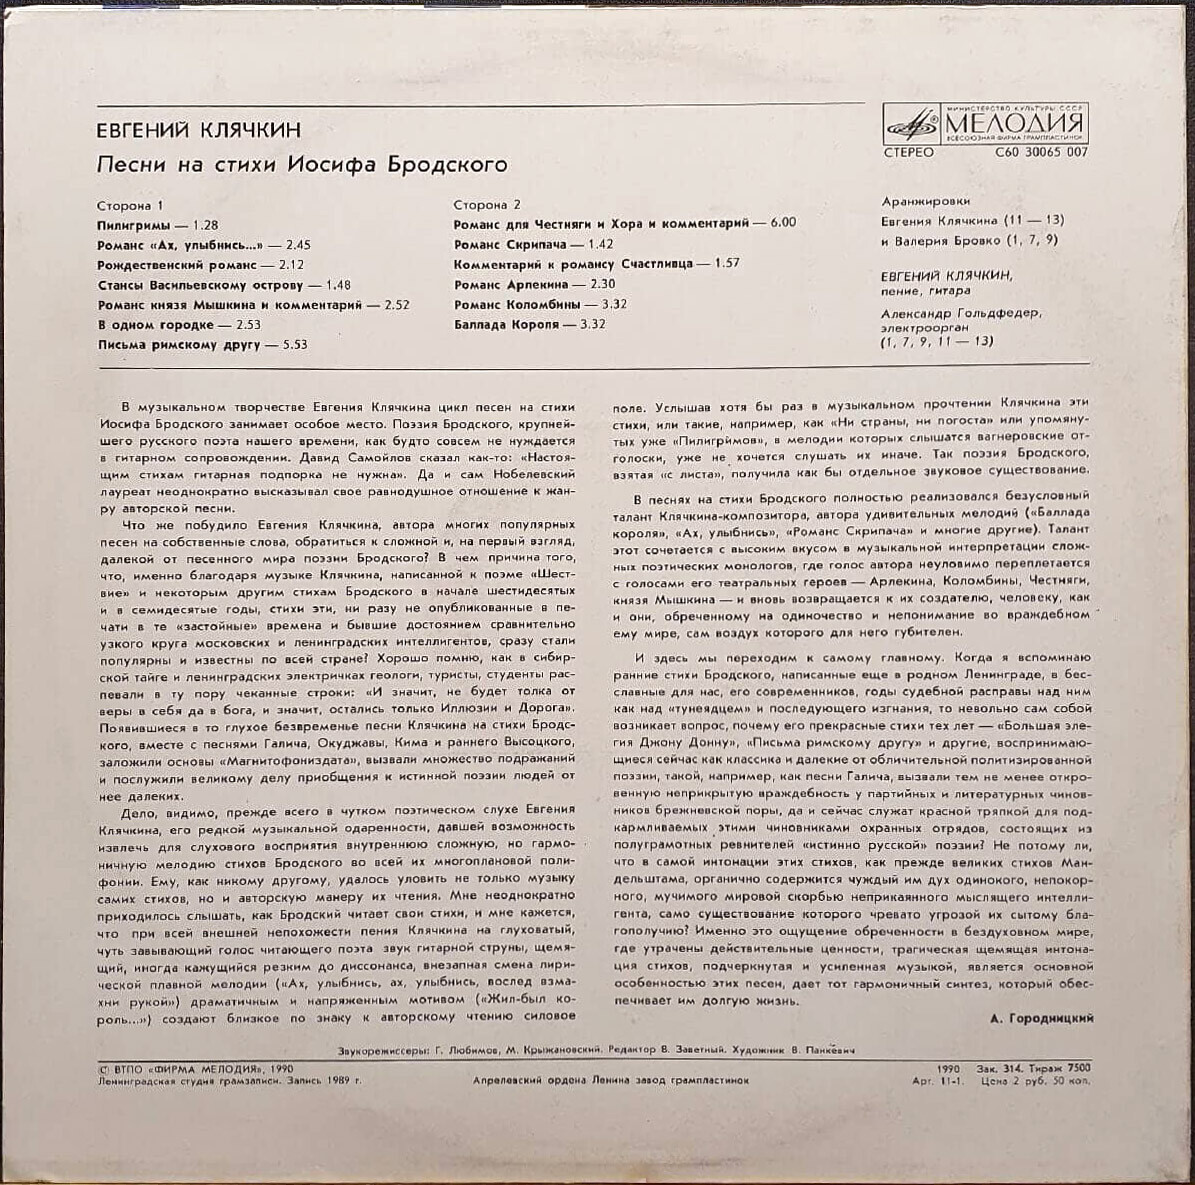 ЕВГЕНИЙ КЛЯЧКИН
Песни на стихи Иосифа Бродского
МИНИСТЕРСТВО КУЛЬТУРЫ СССР
МЕЛОДИЯ
ВСЕСОЮЗНАЯ ФИРМА ГРАМПЛАСТИНОК
СТЕРЕО С60 30065 007
Сторона 1
Пилигримы — 1.28
Романс «Ах, улыбнись...» — 2.45
Рождественский романс — 2.12
Стансы Васильевскому острову — 1.48
Романс князя Мышкина и комментарий — 2.52
В одном городке — 2.53
Письма римскому другу — 5.53
Сторона 2
Романс для Честняги и Хора и комментарий — 6.00
Романс Скрипача — 1.42
Комментарий к романсу Счастливца — 1.57
Романс Арлекина — 2.30
Романс Коломбины — 3.32
Баллада Короля — 3.32
Аранжировки
Евгения Клячкина (11 — 13)
и Валерия Бровко (1, 7, 9)
ЕВГЕНИЙ КЛЯЧКИН,
пение, гитара
Александр Гольдфедер,
электроорган
(1, 7, 9, 11 — 13)
В музыкальном творчестве Евгения Клячкина цикл песен на стихи
Иосифа Бродского занимает особое место. Поэзия Бродского, крупней-
шего русского поэта нашего времени, как будто совсем не нуждается
в гитарном сопровождении. Давид Самойлов сказал как-то: «Настоя-
щим стихам гитарная подпорка не нужна». Да и сам Нобелевский
лауреат неоднократно высказывал свое равнодушное отношение к жан-
ру авторской песни.
Что же побудило Евгения Клячкина, автора многих популярных
песен на собственные слова, обратиться к сложной и, на первый взгляд,
далекой от песенного мира поэзии Бродского? В чем причина того,
что, именно благодаря музыке Клячкина, написанной к поэме «Шест-
вие» и некоторым другим стихам Бродского в начале шестидесятых
и в семидесятые годы, стихи эти, ни разу не опубликованные в пе-
чати в те «застойные» времена и бывшие достоянием сравнительно
узкого круга московских и ленинградских интеллигентов, сразу стали
популярны и известны по всей стране? Хорошо помню, как в сибир-
ской тайге и ленинградских электричках геологи, туристы, студенты рас-
певали в ту пору чеканные строки: «И значит, не будет толка от
веры в себя да в бога, и значит, остались только Иллюзии и Дорога».
Появившиеся в то глухое безвременье песни Клячкина на стихи Бродс-
кого, вместе с песнями Галича, Окуджавы, Кима и раннего Высоцкого,
заложили основы «Магнитофониздата», вызвали множество подражаний
и послужили великому делу приобщения к истинной поэзии людей от
нее далеких.
Дело, видимо, прежде всего в чутком поэтическом слухе Евгения
Клячкина, его редкой музыкальной одаренности, давшей возможность
извлечь для слухового восприятия внутреннюю сложную, но гармо-
ничную мелодию стихов Бродского во всей их многоплановой поли-
фонии. Ему, как никому другому, удалось уловить не только музыку
самих стихов, но и авторскую манеру их чтения. Мне неоднократно
приходилось слышать, как Бродский читает свои стихи, и мне кажется,
что при всей внешней непохожести пения Клячкина на глуховатый,
чуть завывающий голос читающего поэта звук гитарной струны, щемя-
щий, иногда кажущийся резким до диссонанса, внезапная смена лири-
ческой плавной мелодии («Ах, улыбнись, ах, улыбнись, вослед взма-
хни рукой») драматичным и напряженным мотивом («Жил-был ко-
роль...») создают близкое по знаку к авторскому чтению силовое
поле. Услышав хотя бы раз в музыкальном прочтении Клячкина эти
стихи, или такие, например, как «Ни страны, ни погоста» или упомяну-
тых уже «Пилигримов», в мелодии которых слышатся вагнеровские от-
голоски, уже не хочется слушать их иначе. Так поэзия Бродского,
взятая «с листа», получила как бы отдельное звуковое существование.
В песнях на стихи Бродского полностью реализовался безусловный
талант Клячкина-композитора, автора удивительных мелодий («Баллада
короля», «Ах, улыбнись», «Романс Скрипача» и многие другие). Талант
этот сочетается с высоким вкусом в музыкальной интерпретации слож-
ных поэтических монологов, где голос автора неуловимо переплетается
с голосами его театральных героев — Арлекина, Коломбины, Честняги,
князя Мышкина — и вновь возвращается к их создателю, человеку, как
и они, обреченному на одиночество и непонимание во враждебном
ему мире, сам воздух которого для него губителен.
И здесь мы переходим к самому главному. Когда я вспоминаю
ранние стихи Бродского, написанные еще в родном Ленинграде, в бес-
славные для нас, его современников, годы судебной расправы над ним
как над «тунеядцем» и последующего изгнания, то невольно сам собой
возникает вопрос, почему его прекрасные стихи тех лет — «Большая эле-
гия Джону Донну», «Письма римскому другу» и другие, воспринимаю-
щиеся сейчас как классика и далекие от обличительной политизированной
поэзии, такой, например, как песни Галича, вызвали тем не менее откро-
венную неприкрытую враждебность у партийных и литературных чинов-
ников брежневской поры, да и сейчас служат красной тряпкой для под-
кармливаемых этими чиновниками охранных отрядов, состоящих из
полуграмотных ревнителей «истинно русской» поэзии? Не потому ли,
что в самой интонации этих стихов, как прежде великих стихов Ман-
дельштама, органично содержится чуждый им дух одинокого, непокор-
ного, мучимого мировой скорбью неприкаянного мыслящего интелли-
гента, само существование которого чревато угрозой их сытому бла-
гополучию? Именно это ощущение обреченности в бездуховном мире,
где утрачены действительные ценности, трагическая щемящая интона-
ция стихов, подчеркнутая и усиленная музыкой, является основной
особенностью этих песен, дает тот гармоничный синтез, который обес-
печивает им долгую жизнь.
А. Городницкий
Звукорежиссеры: Г. Любимов, М. Крыжановский. Редактор В. Заветный. Художник В. Панкевич
© ВТПО «ФИРМА МЕЛОДИЯ», 1990
Ленинградская студия грамзаписи. Запись 1989 г.
Апрелевский ордена Ленина завод грампластинок
1990 Зак. 314. Тираж 7500
Арт. 11-1. Цена 2 руб. 50 коп.